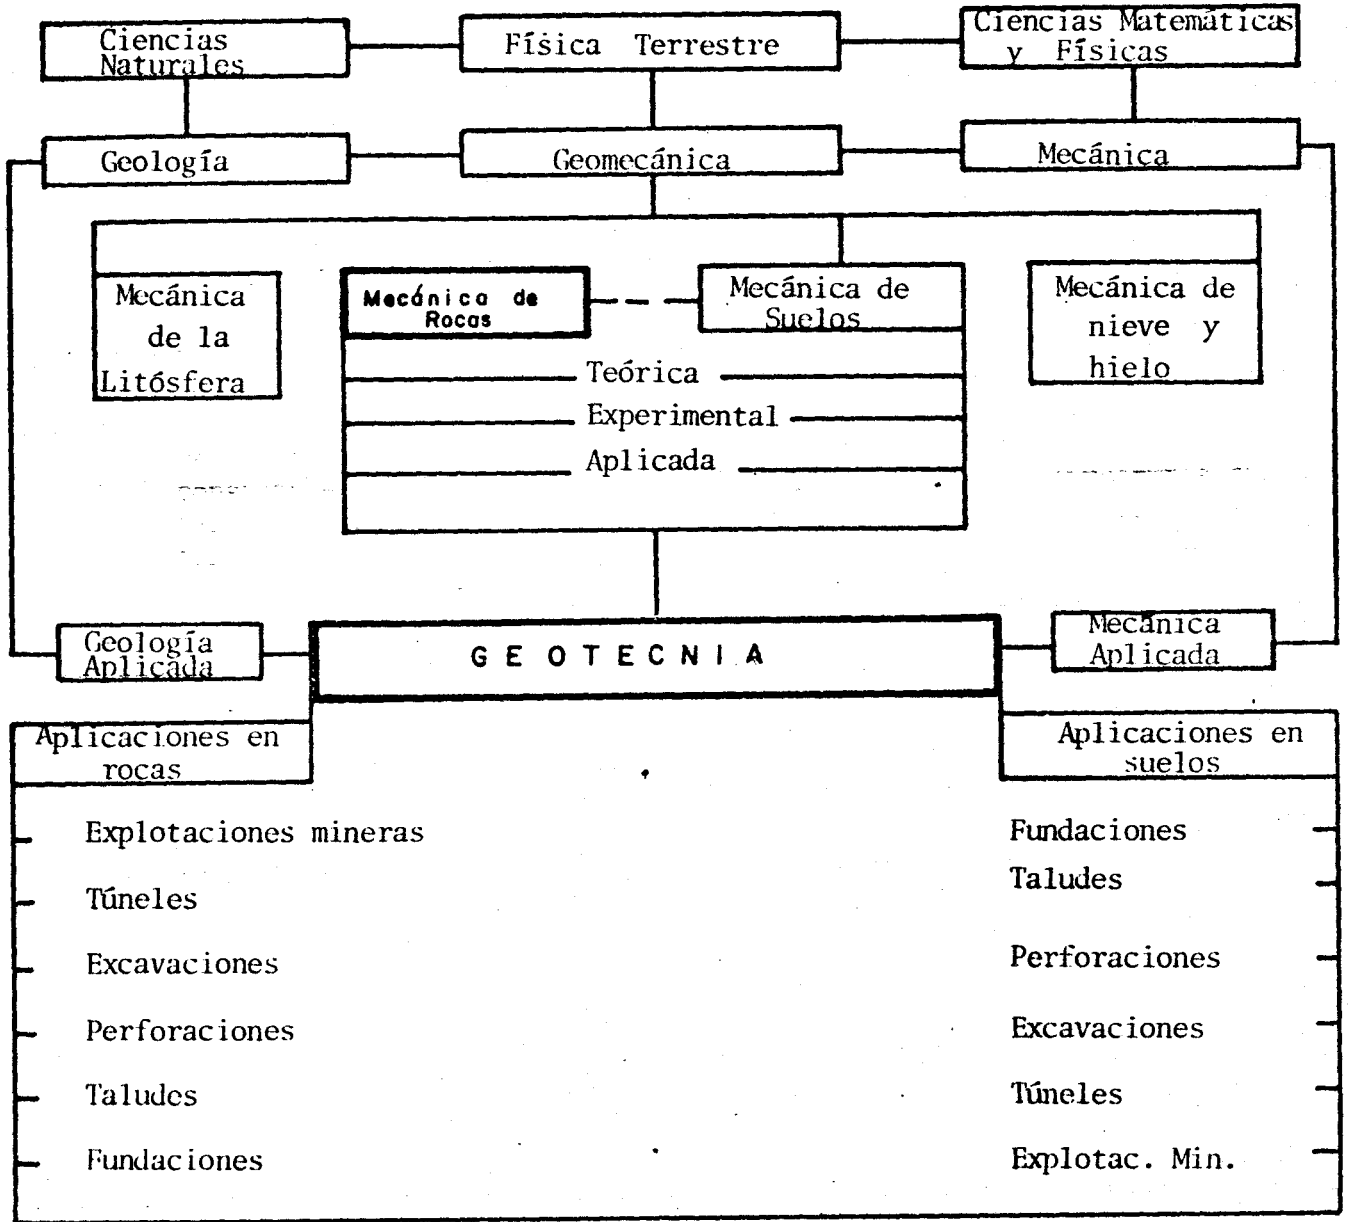 Ciencias
Naturales
Física Terrestre
Ciencias Matemáticas
y Físicas
Geología
Geomecánica
Mecánica
Mecánica
de la
Litósfera
Mecánica de
Rocas
Mecánica de
Suelos
Mecánica de
nieve y
hielo
Teórica
Experimental
Aplicada
Geología
Aplicada
GEOTECNIA
Mecánica
Aplicada
Aplicaciones en
rocas
Explotaciones mineras
Túneles
Excavaciones
Perforaciones
Taludes
Fundaciones
Aplicaciones en
suelos
Fundaciones
Taludes
Perforaciones
Excavaciones
Túneles
Explotac. Min.